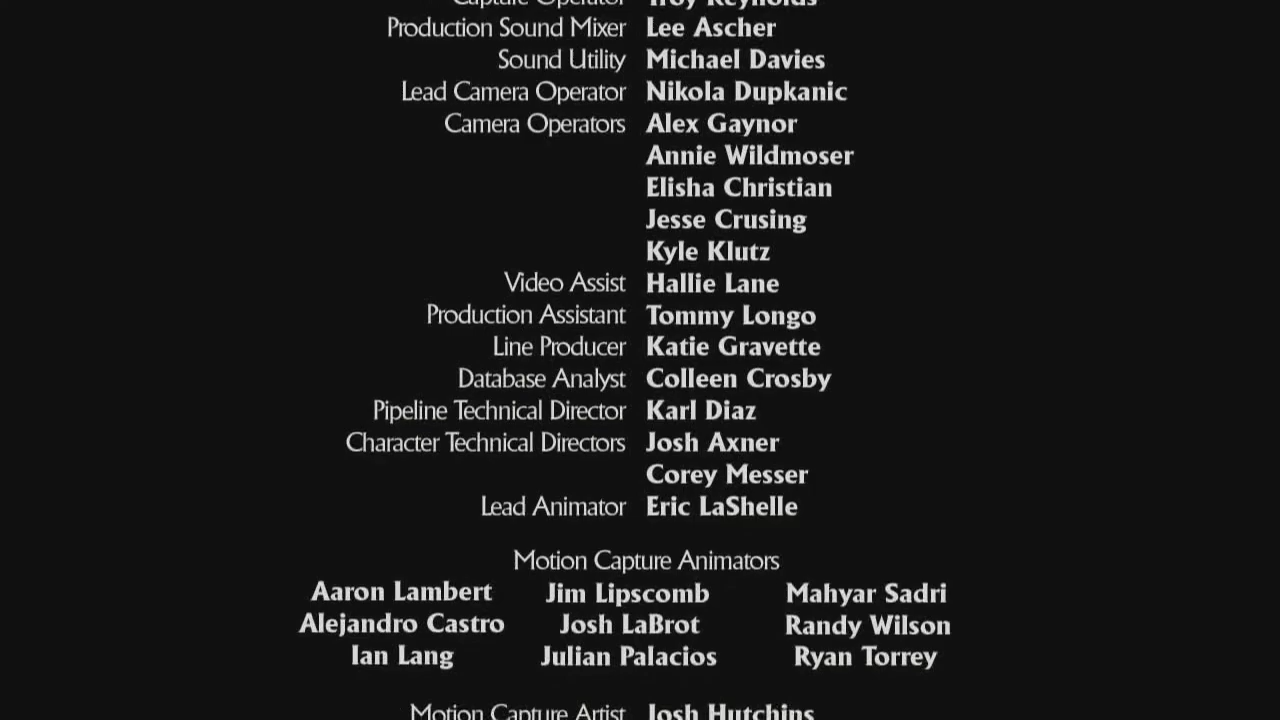 Capture Operator Troy Reynolds
Production Sound Mixer Lee Ascher
Sound Utility Michael Davies
Lead Camera Operator Nikola Dupkanic
Camera Operators Alex Gaynor
Annie Wildmoser
Elisha Christian
Jesse Crusing
Kyle Klutz
Video Assist Hallie Lane
Production Assistant Tommy Longo
Line Producer Katie Gravette
Database Analyst Colleen Crosby
Pipeline Technical Director Karl Diaz
Character Technical Directors Josh Axner
Corey Messer
Lead Animator Eric LaShelle
Motion Capture Animators
Aaron Lambert Jim Lipscomb Mahyar Sadri
Alejandro Castro Josh LaBrot Randy Wilson
Ian Lang Julian Palacios Ryan Torrey
Motion Capture Artist Josh Hutchins